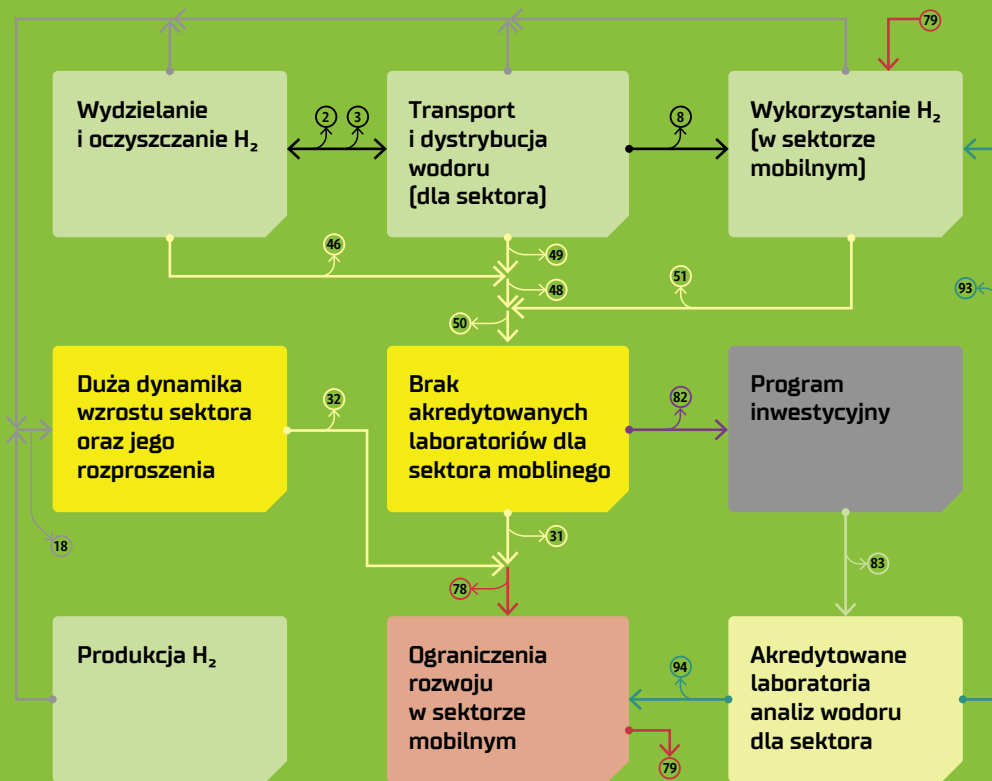 79
Wydzielanie
i oczyszczanie H₂
2
3
Transport
i dystrybucja
wodoru
(dla sektora)
8
Wykorzystanie H₂
(w sektorze
mobilnym)
46
49
48
51
50
93
Duża dynamika
wzrostu sektora
oraz jego
rozproszenia
32
Brak
akredytowanych
laboratoriów dla
sektora moblinego
82
Program
inwestycyjny
18
31
83
78
Produkcja H₂
Ograniczenia
rozwoju
w sektorze
mobilnym
94
79
Akredytowane
laboratoria
analiz wodoru
dla sektora